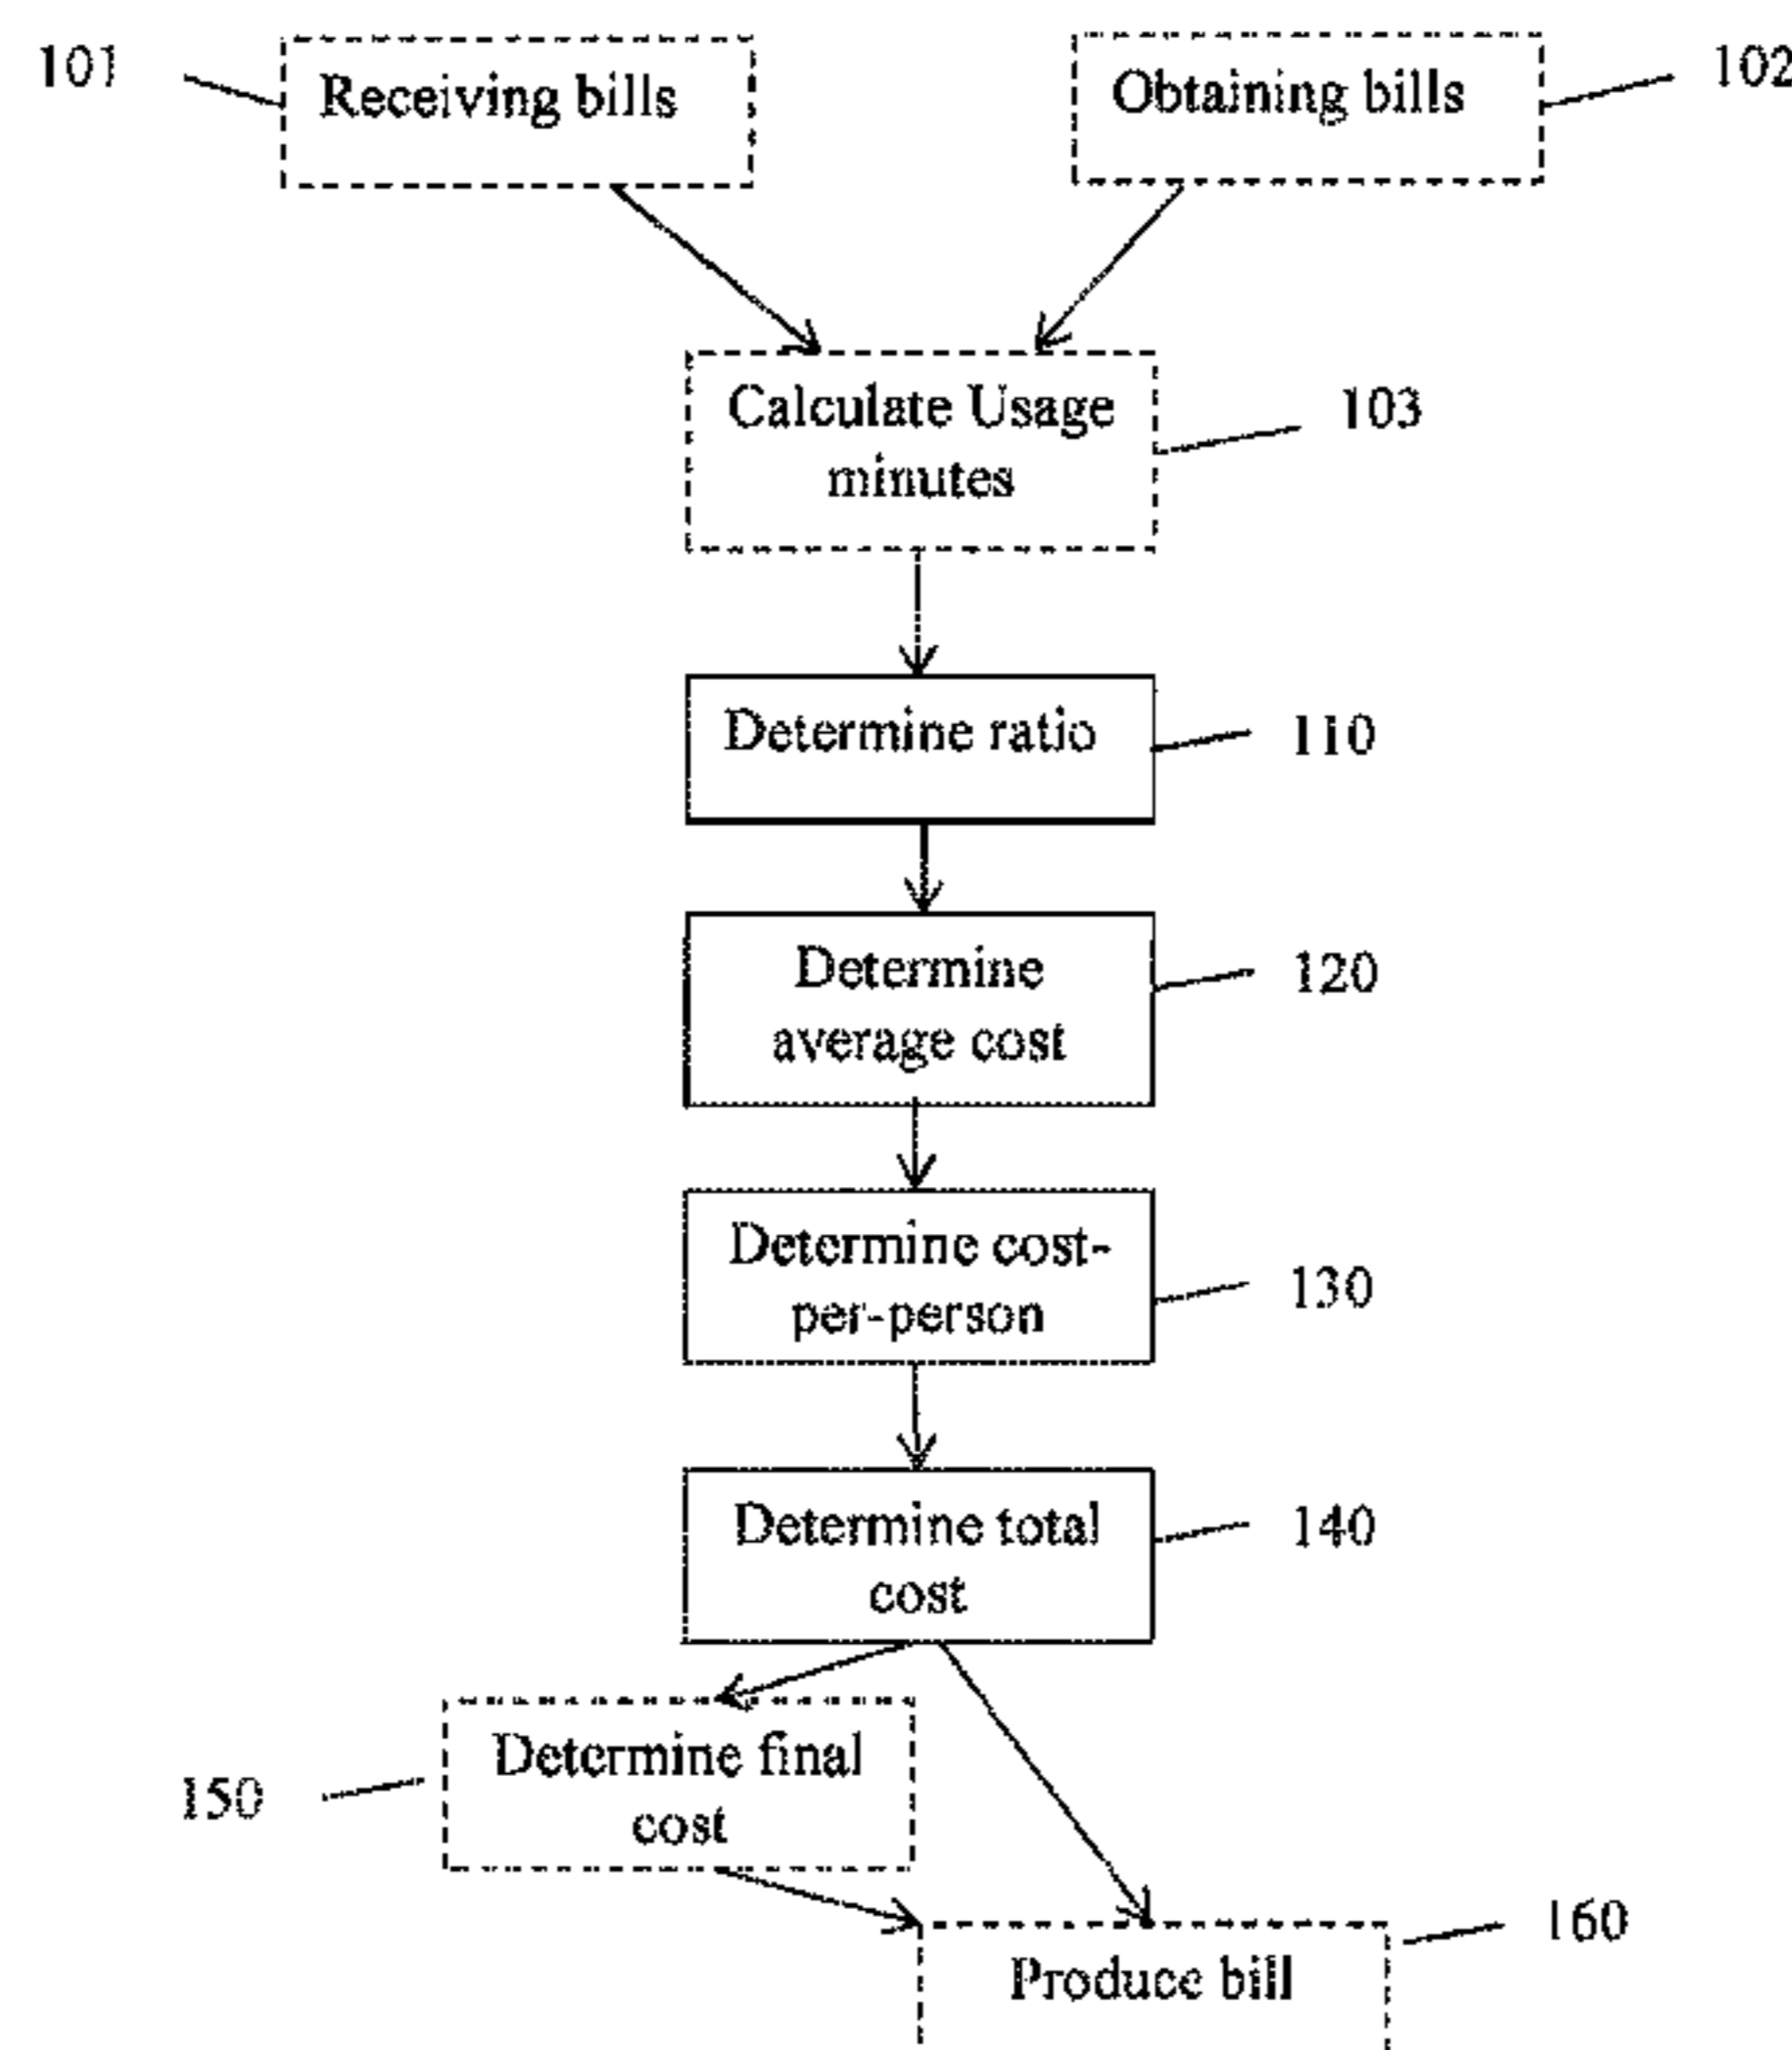 101
Receiving bills
Obtaining bills
102
Calculate Usage
minutes
103
Determine ratio
110
Determine
average cost
120
Determine cost-
per-person
130
Determine total
cost
140
Determine final
cost
150
Produce bill
160